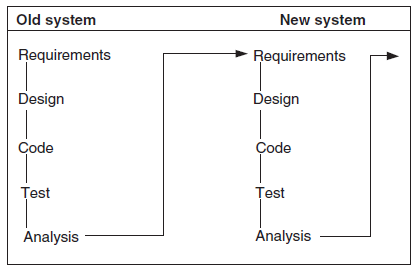 Old system New system
Requirements Requirements
Design Design
Code Code
Test Test
Analysis Analysis